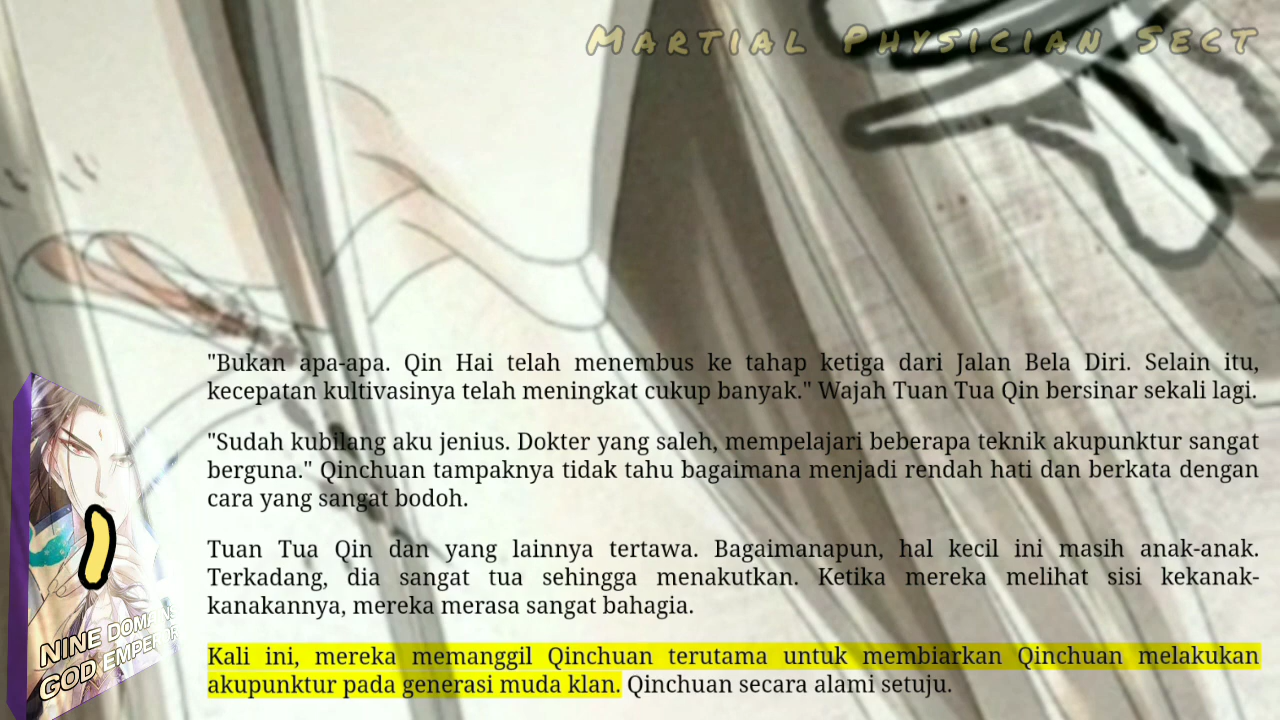 MARTIAL PHYSICIAN SECT
"Bukan apa-apa. Qin Hai telah menembus ke tahap ketiga dari Jalan Bela Diri. Selain itu,
kecepatan kultivasinya telah meningkat cukup banyak." Wajah Tuan Tua Qin bersinar sekali lagi.
"Sudah kubilang aku jenius. Dokter yang saleh, mempelajari beberapa teknik akupunktur sangat
berguna." Qinchuan tampaknya tidak tahu bagaimana menjadi rendah hati dan berkata dengan
cara yang sangat bodoh.
Tuan Tua Qin dan yang lainnya tertawa. Bagaimanapun, hal kecil ini masih anak-anak.
Terkadang, dia sangat tua sehingga menakutkan. Ketika mereka melihat sisi kekanak-
kanakannya, mereka merasa sangat bahagia.
Kali ini, mereka memanggil Qinchuan terutama untuk membiarkan Qinchuan melakukan
akupunktur pada generasi muda klan. Qinchuan secara alami setuju.
NINE DOMAINS
GOD EMPEROR